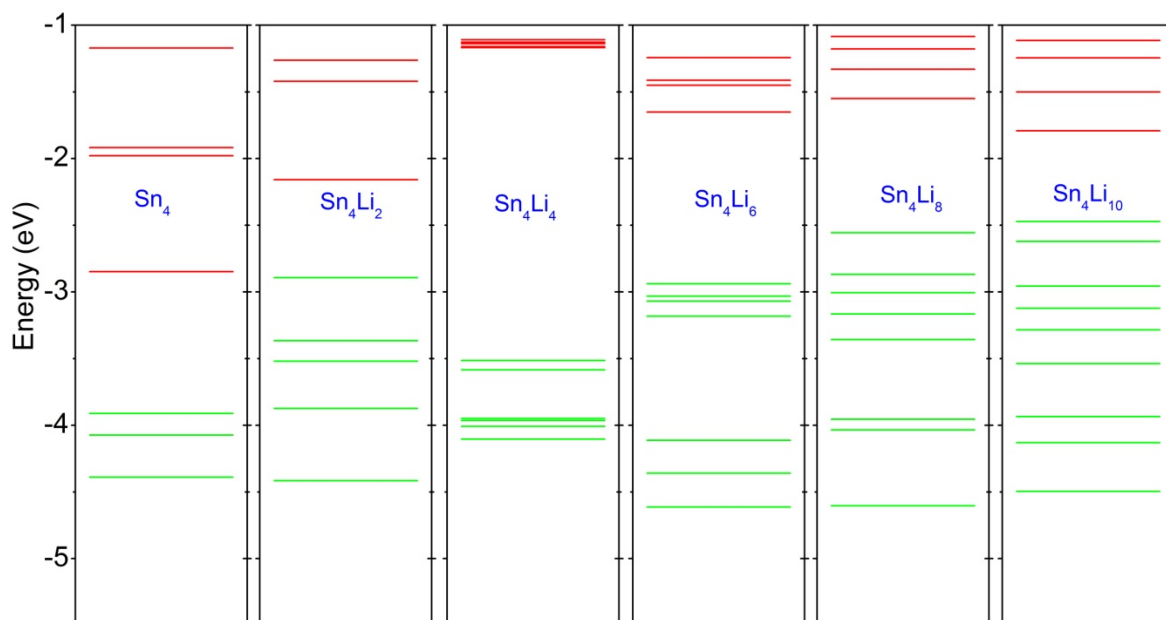 Energy (eV)
-1
-2
-3
-4
-5
Sn₄
Sn₄Li₂
Sn₄Li₄
Sn₄Li₆
Sn₄Li₈
Sn₄Li₁₀